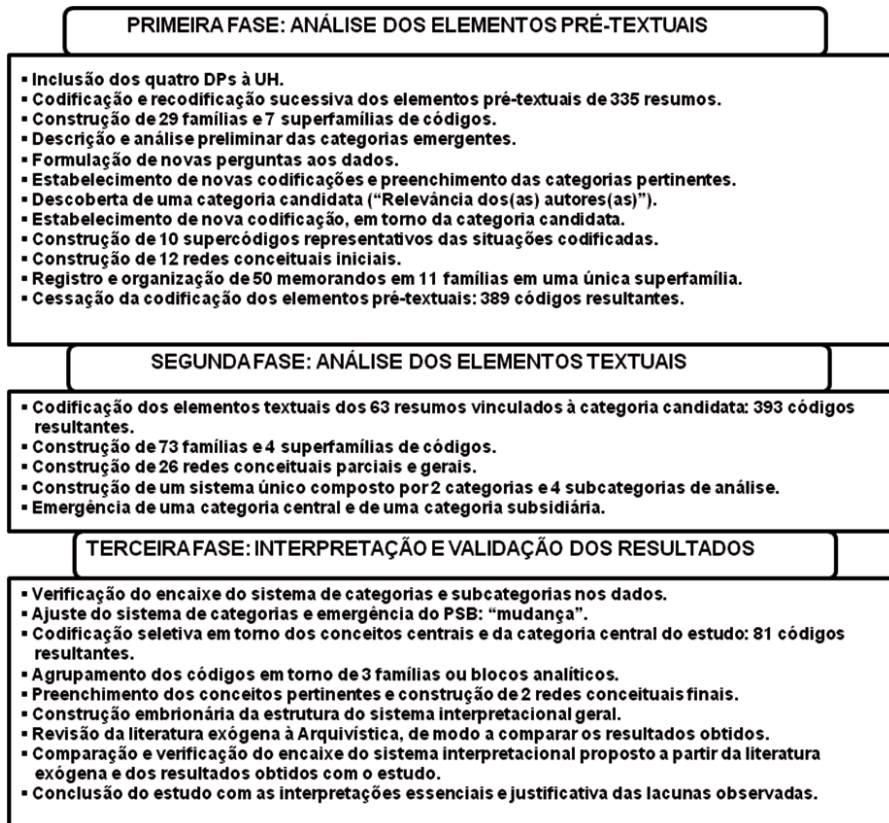 PRIMEIRA FASE: ANÁLISE DOS ELEMENTOS PRÉ-TEXTUAIS
▪ Inclusão dos quatro DPs à UH.
▪ Codificação e recodificação sucessiva dos elementos pré-textuais de 335 resumos.
▪ Construção de 29 famílias e 7 superfamílias de códigos.
▪ Descrição e análise preliminar das categorias emergentes.
▪ Formulação de novas perguntas aos dados.
▪ Estabelecimento de novas codificações e preenchimento das categorias pertinentes.
▪ Descoberta de uma categoria candidata (“Relevância dos(as) autores(as)”).
▪ Estabelecimento de nova codificação, em torno da categoria candidata.
▪ Construção de 10 supercódigos representativos das situações codificadas.
▪ Construção de 12 redes conceituais iniciais.
▪ Registro e organização de 50 memorandos em 11 famílias em uma única superfamília.
▪ Cessação da codificação dos elementos pré-textuais: 389 códigos resultantes.
SEGUNDA FASE: ANÁLISE DOS ELEMENTOS TEXTUAIS
▪ Codificação dos elementos textuais dos 63 resumos vinculados à categoria candidata: 393 códigos
resultantes.
▪ Construção de 73 famílias e 4 superfamílias de códigos.
▪ Construção de 26 redes conceituais parciais e gerais.
▪ Construção de um sistema único composto por 2 categorias e 4 subcategorias de análise.
▪ Emergência de uma categoria central e de uma categoria subsidiária.
TERCEIRA FASE: INTERPRETAÇÃO E VALIDAÇÃO DOS RESULTADOS
▪ Verificação do encaixe do sistema de categorias e subcategorias nos dados.
▪ Ajuste do sistema de categorias e emergência do PSB: “mudança”.
▪ Codificação seletiva em torno dos conceitos centrais e da categoria central do estudo: 81 códigos
resultantes.
▪ Agrupamento dos códigos em torno de 3 famílias ou blocos analíticos.
▪ Preenchimento dos conceitos pertinentes e construção de 2 redes conceituais finais.
▪ Construção embrionária da estrutura do sistema interpretacional geral.
▪ Revisão da literatura exógena à Arquivística, de modo a comparar os resultados obtidos.
▪ Comparação e verificação do encaixe do sistema interpretacional proposto a partir da literatura
exógena e dos resultados obtidos com o estudo.
▪ Conclusão do estudo com as interpretações essenciais e justificativa das lacunas observadas.